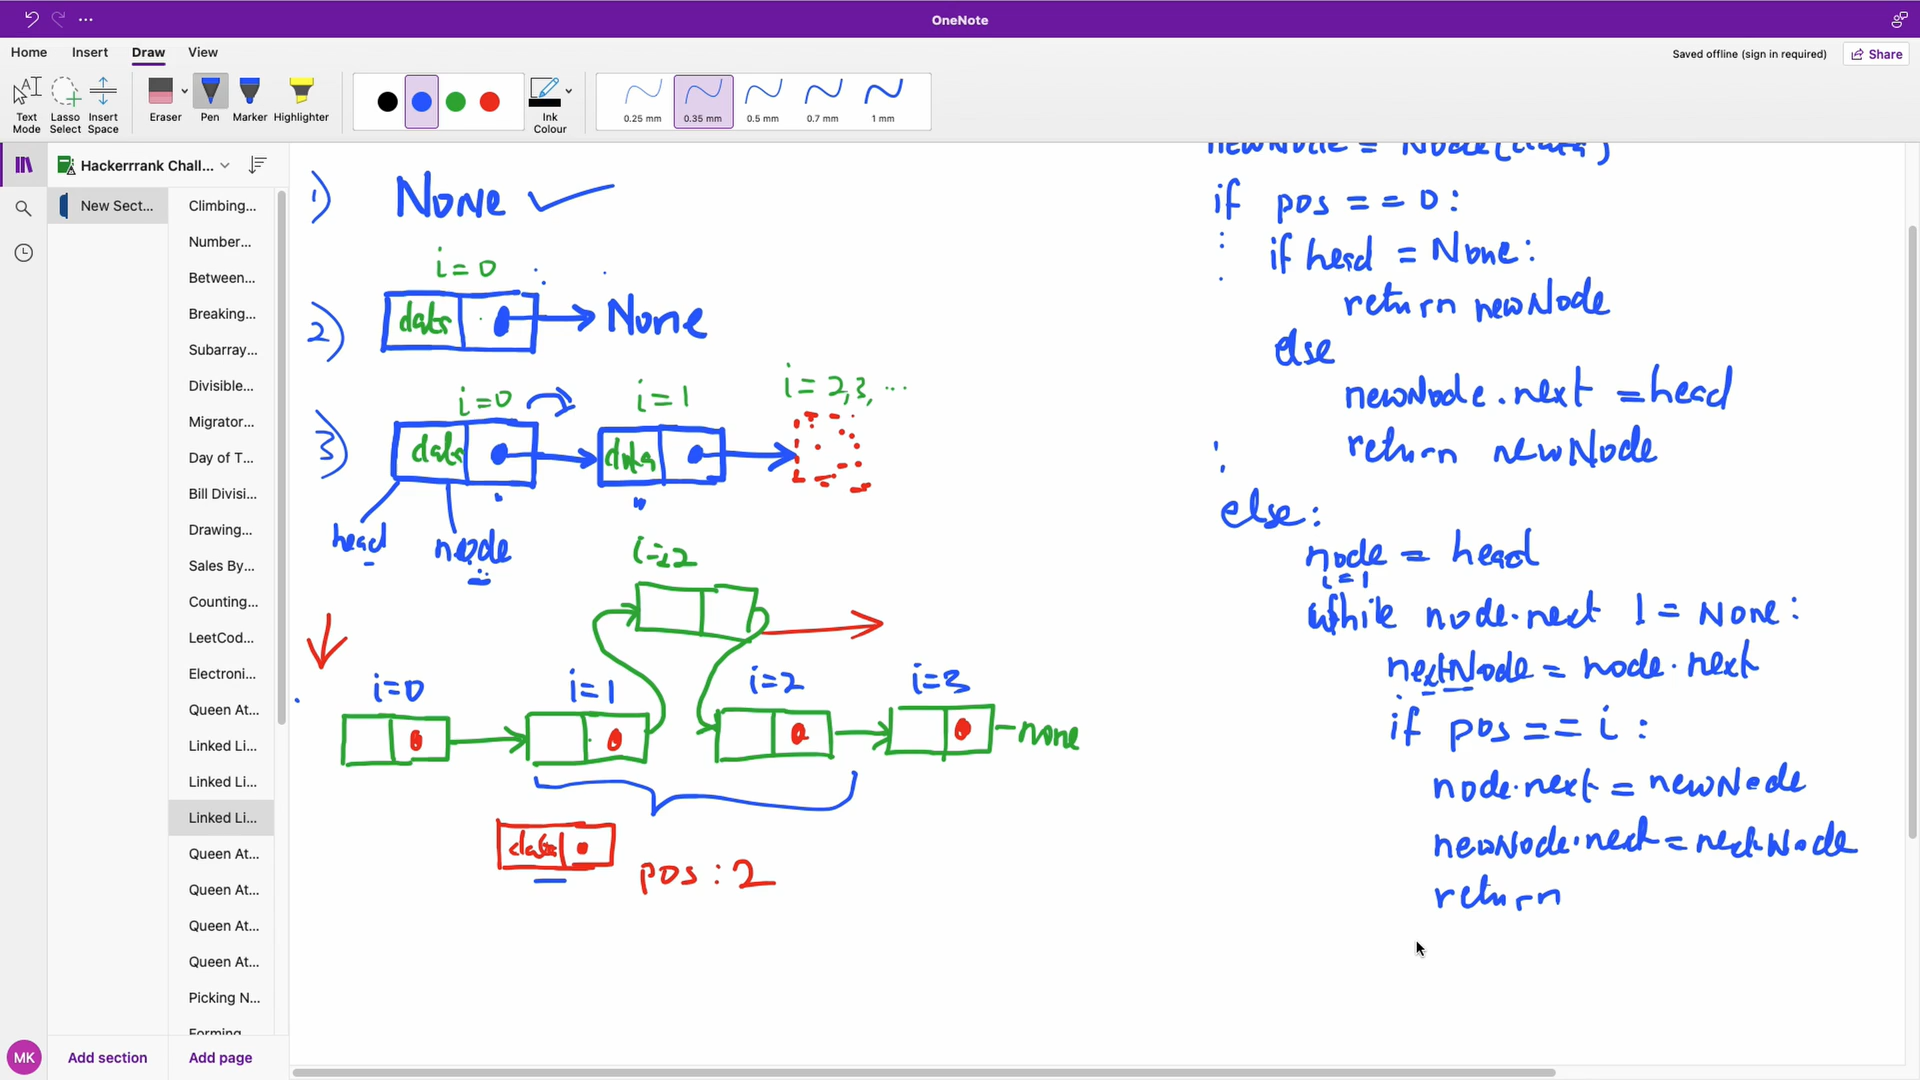 OneNote
Home Insert Draw View
Saved offline (sign in required) Share
Text Mode
Lasso Select
Insert Space
Eraser
Pen
Marker
Highlighter
Ink Colour
0.25 mm
0.35 mm
0.5 mm
0.7 mm
1 mm
Hackerrrank Chall...
New Sect...
Climbing...
Number...
Between...
Breaking...
Subarray...
Divisible...
Migrator...
Day of T...
Bill Divisi...
Drawing...
Sales By...
Counting...
LeetCod...
Electroni...
Queen At...
Linked Li...
Linked Li...
Linked Li...
Queen At...
Queen At...
Queen At...
Queen At...
Picking N...
Forming
MK
Add section
Add page
1) None
i = 0
2) data None
i=0 i=1 i= 2,3, ...
3) data data
head node
i=2
i=0 i=1 i=2 i=3
none
data
pos : 2
newNode = Node(data)
if pos == 0:
if head = None:
return newNode
else
newNode.next = head
return newNode
else:
node = head
i=1
while node.next != None:
nextNode = node.next
if pos == i :
node.next = newNode
newNode.next = nextNode
return